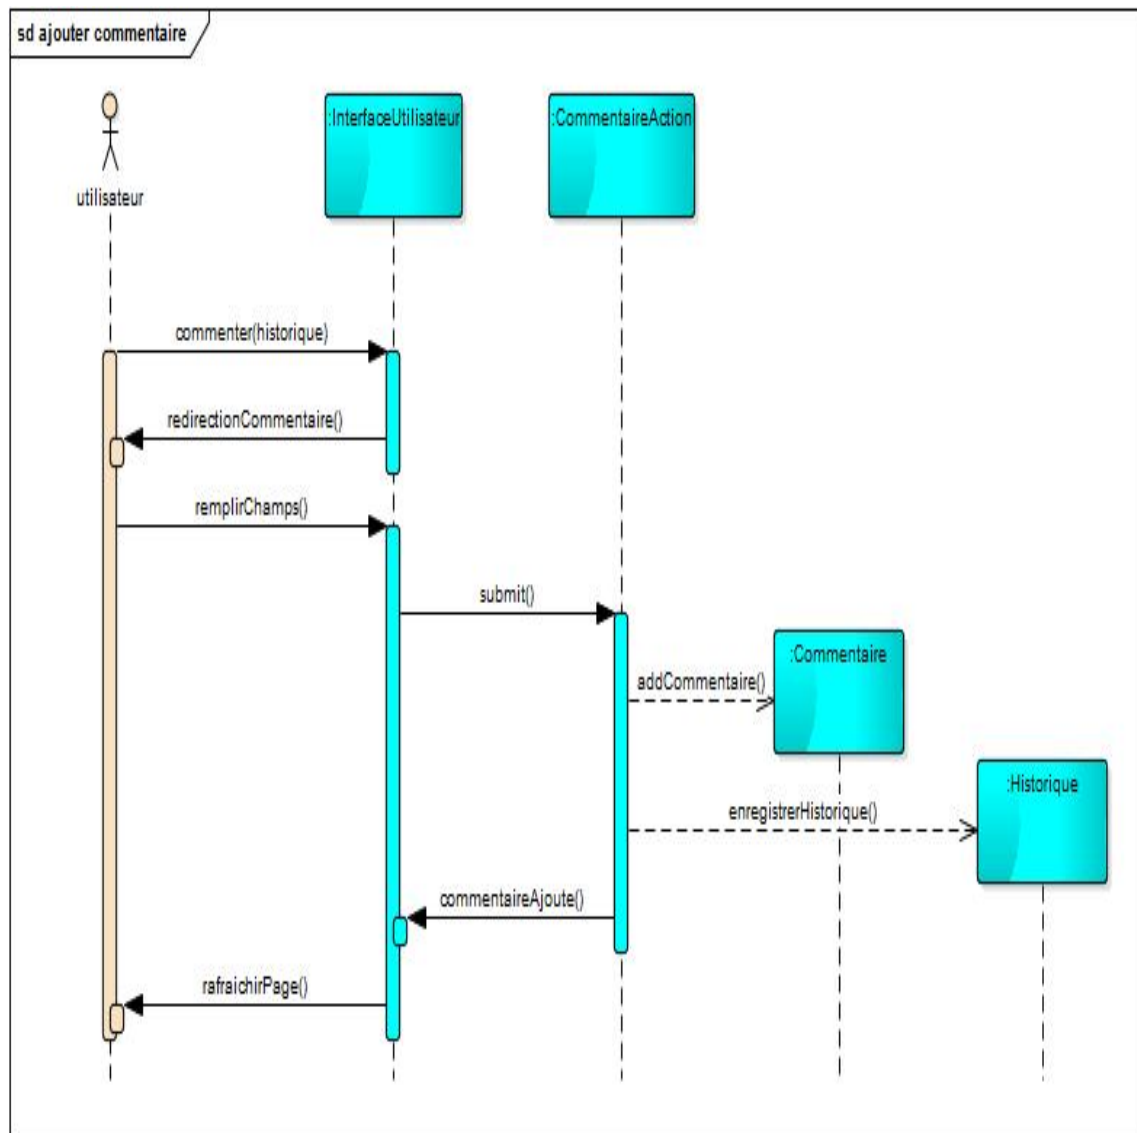 sd ajouter commentaire
:InterfaceUtilisateur
:CommentaireAction
utilisateur
commenter(historique)
redirectionCommentaire()
remplirChamps()
submit()
:Commentaire
addCommentaire()
:Historique
enregistrerHistorique()
commentaireAjoute()
rafraichirPage()